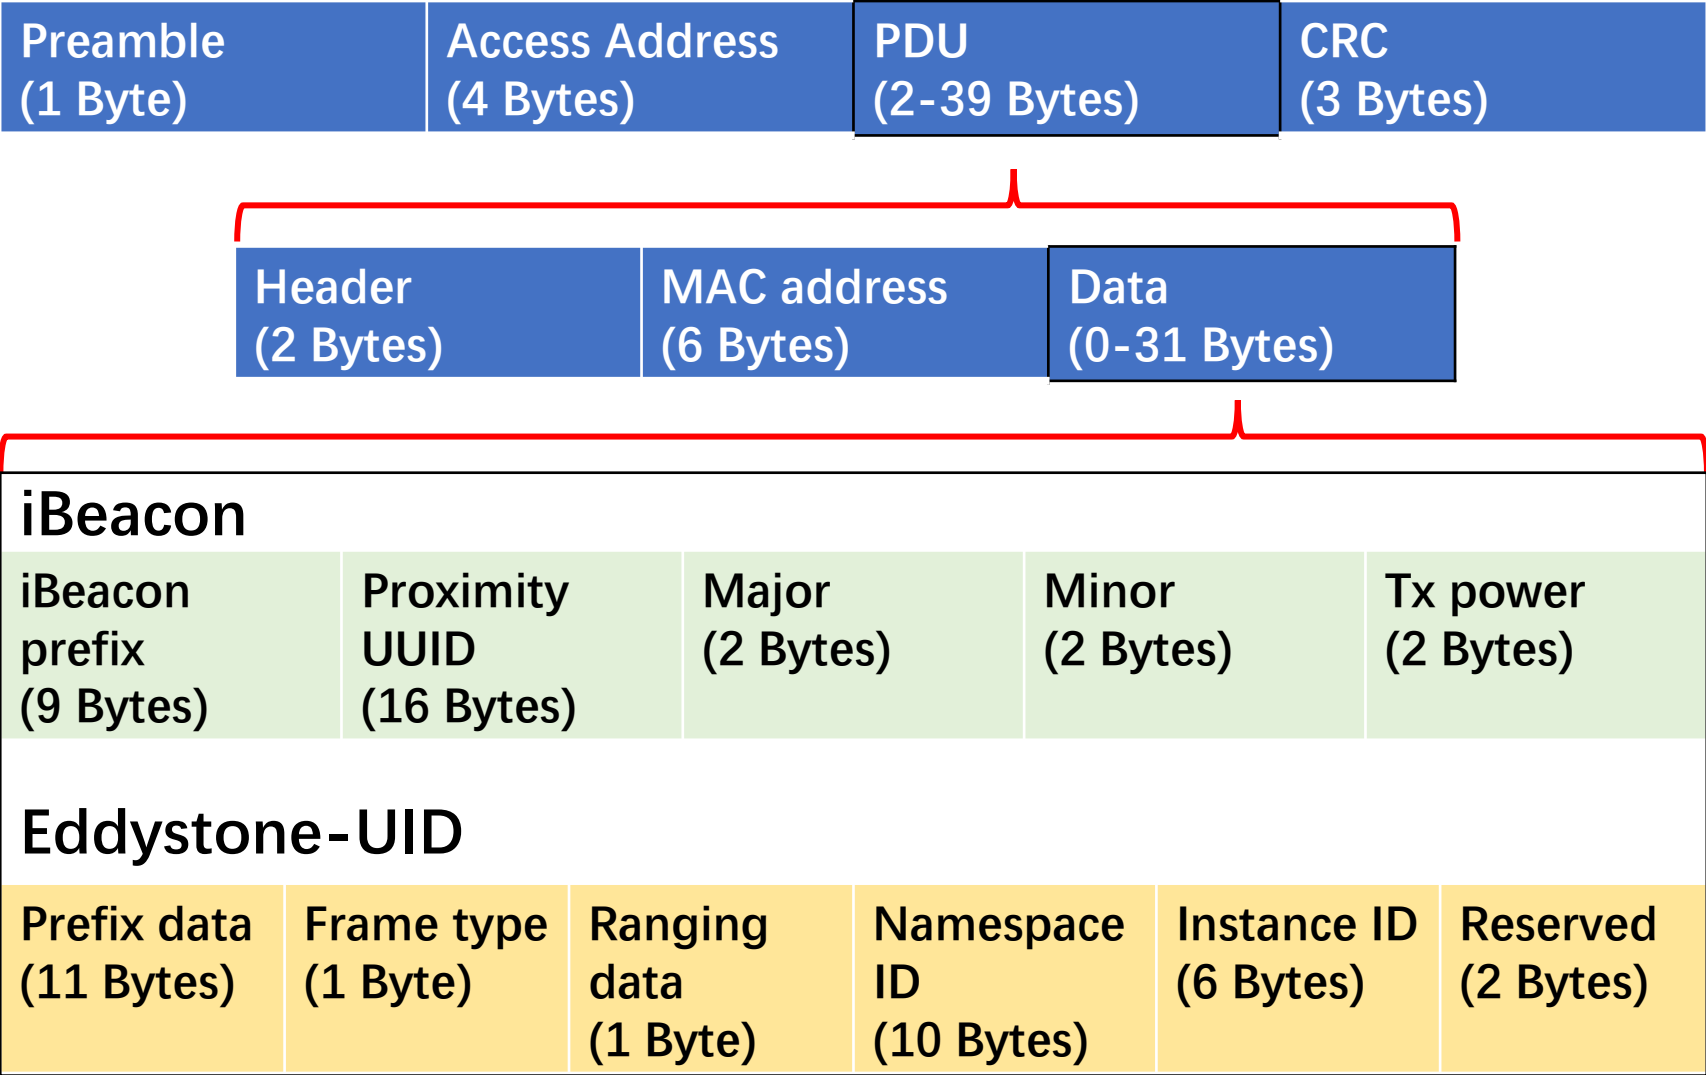 Preamble
(1 Byte)
Access Address
(4 Bytes)
PDU
(2-39 Bytes)
CRC
(3 Bytes)
Header
(2 Bytes)
MAC address
(6 Bytes)
Data
(0-31 Bytes)
iBeacon
iBeacon
prefix
(9 Bytes)
Proximity
UUID
(16 Bytes)
Major
(2 Bytes)
Minor
(2 Bytes)
Tx power
(2 Bytes)
Eddystone-UID
Prefix data
(11 Bytes)
Frame type
(1 Byte)
Ranging
data
(1 Byte)
Namespace
ID
(10 Bytes)
Instance ID
(6 Bytes)
Reserved
(2 Bytes)